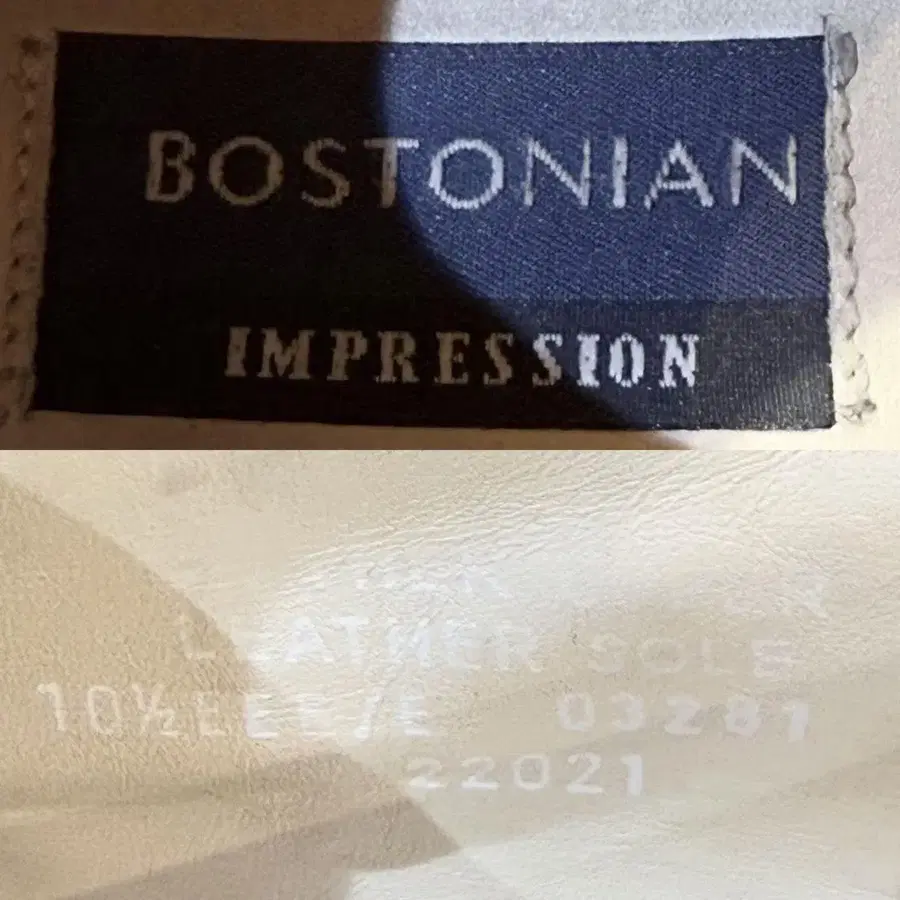 BOSTONIAN
IMPRESSION
LEATHER SOLE
10½EEE/E 03281
22021